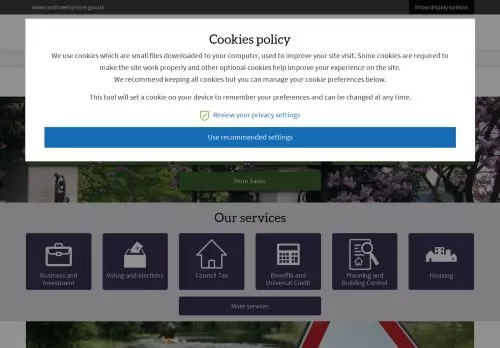 www.southderbyshire.gov.uk
Show display options
Cookies policy
We use cookies which are small files downloaded to your computer, used to improve your site visit. Some cookies are required to
make the site work properly and other optional cookies help improve your experience on the site.
We recommend keeping all cookies but you can manage your cookie preferences below.
This tool will set a cookie on your device to remember your preferences and can be changed at any time.
Review your privacy settings
Use recommended settings
More Tasks
Our services
Business and
investment
Voting and elections
Council Tax
Benefits and
Universal Credit
Planning and
Building Control
Housing
More services